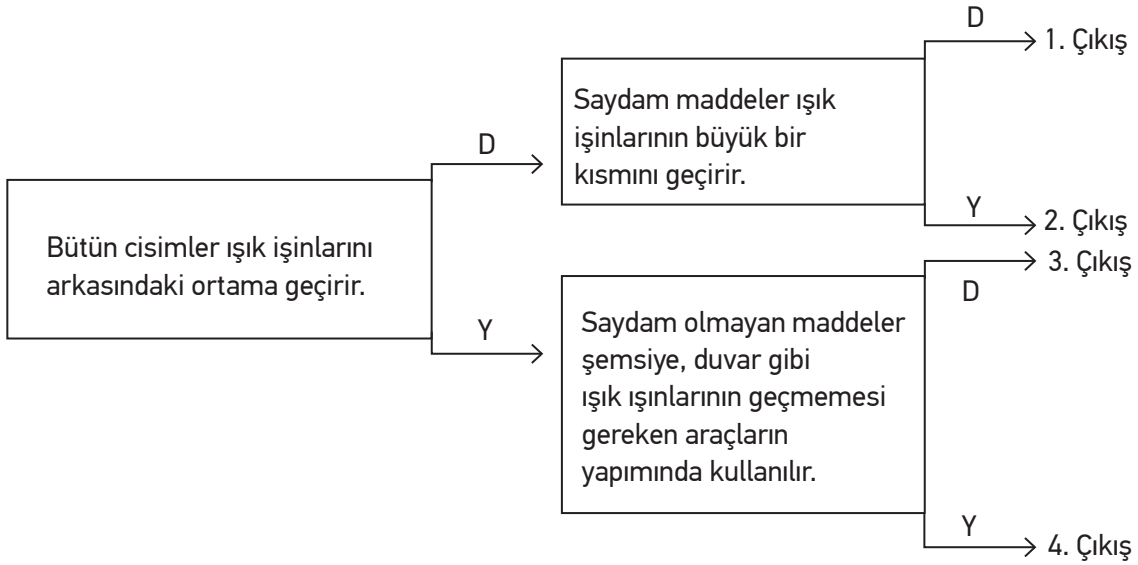 Bütün cisimler ışık işinlarını
arkasındaki ortama geçirir.
D
Y
Saydam maddeler ışık
işinlarının büyük bir
kısmını geçirir.
D
1. Çıkış
Y
2. Çıkış
Saydam olmayan maddeler
şemsiye, duvar gibi
ışık ışınlarının geçmemesi
gereken araçların
yapımında kullanılır.
3. Çıkış
D
Y
4. Çıkış